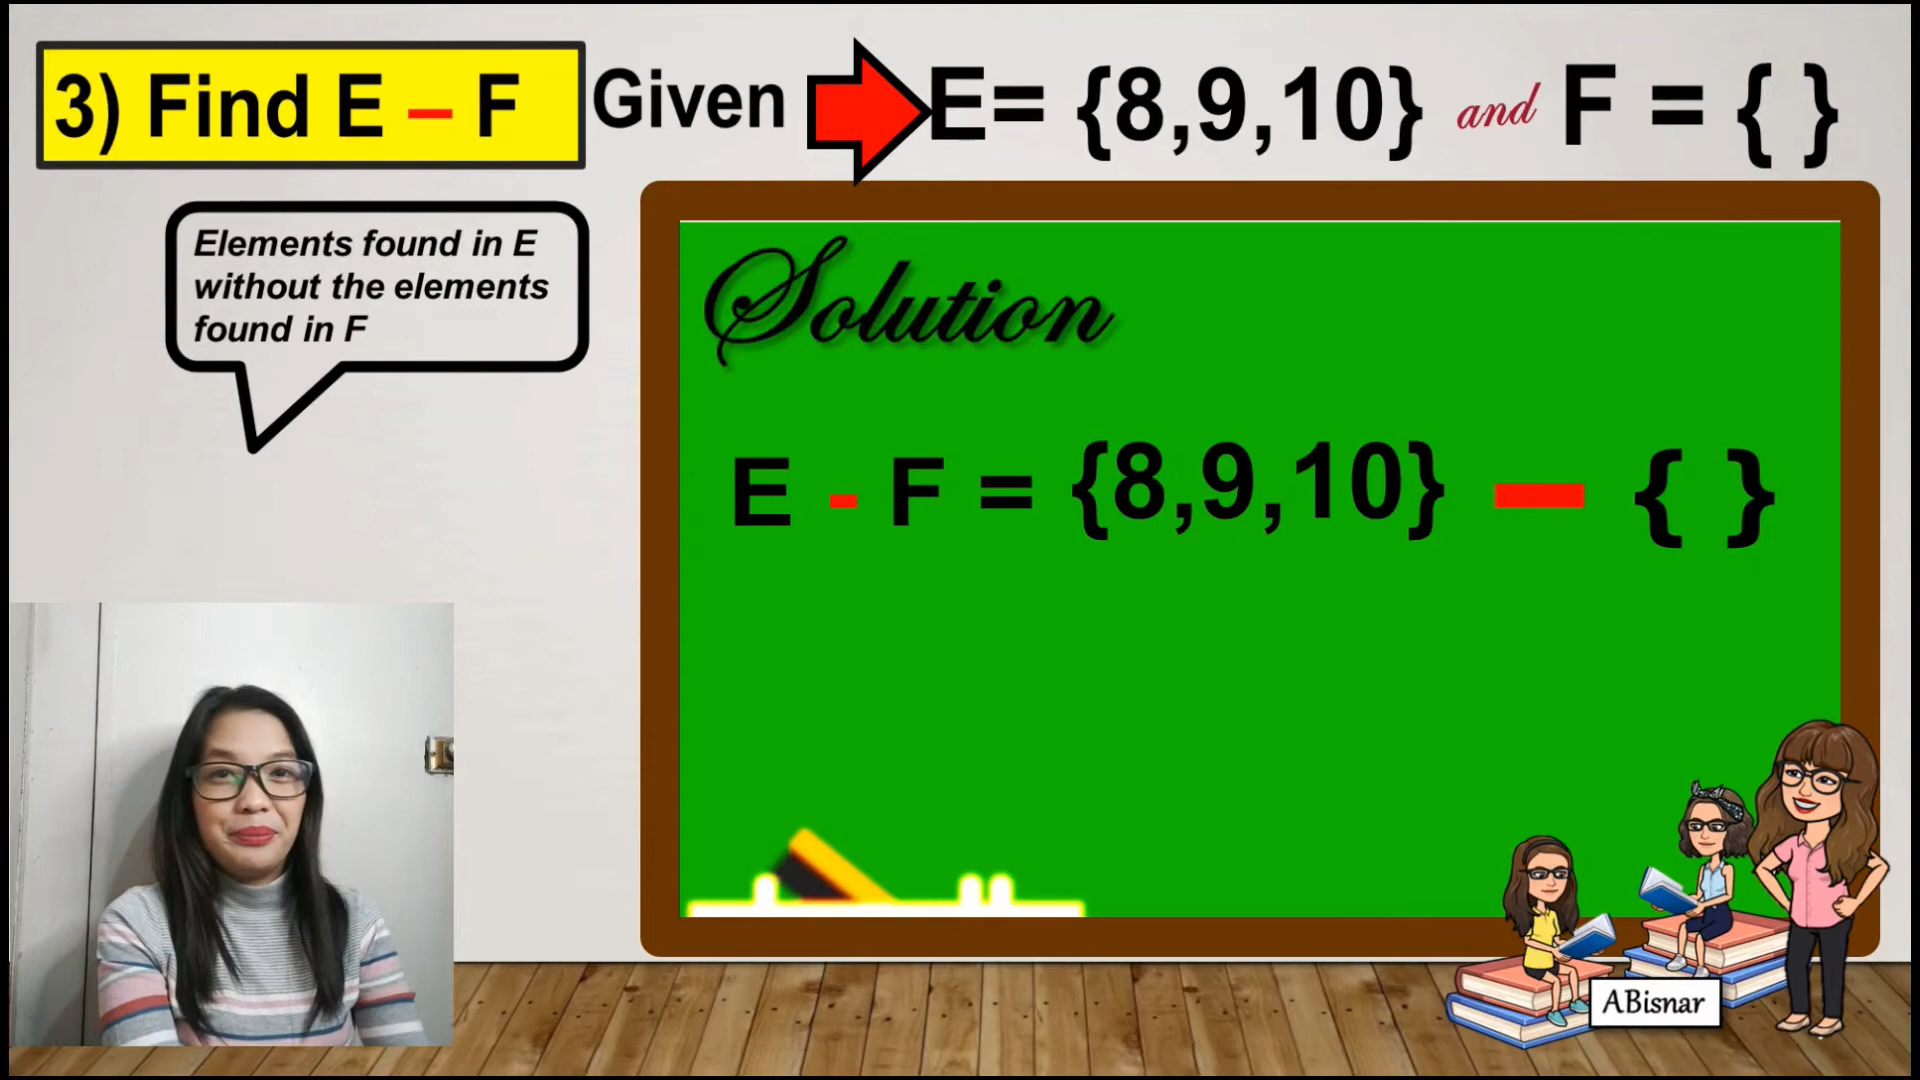 3) Find E – F Given E= {8,9,10} and F = { }
Elements found in E
without the elements
found in F
Solution
E - F = {8,9,10} – { }
ABisnar